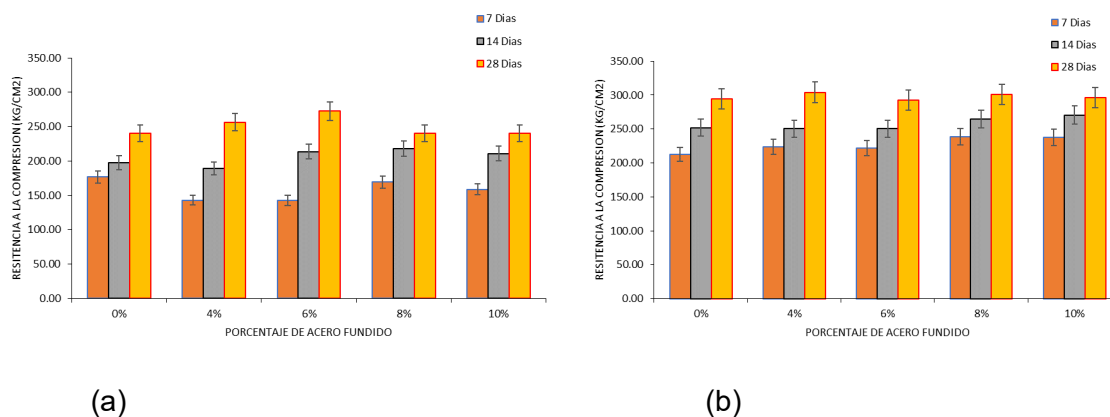 7 Dias
14 Dias
28 Dias
350.00
300.00
250.00
200.00
150.00
100.00
50.00
0.00
RESITENCIA A LA COMPRESION (KG/CM2)
0% 4% 6% 8% 10%
PORCENTAJE DE ACERO FUNDIDO
(a)
7 Dias
14 Dias
28 Dias
350.00
300.00
250.00
200.00
150.00
100.00
50.00
0.00
RESITENCIA A LA COMPRESION (KG/CM2)
0% 4% 6% 8% 10%
PORCENTAJE DE ACERO FUNDIDO
(b)